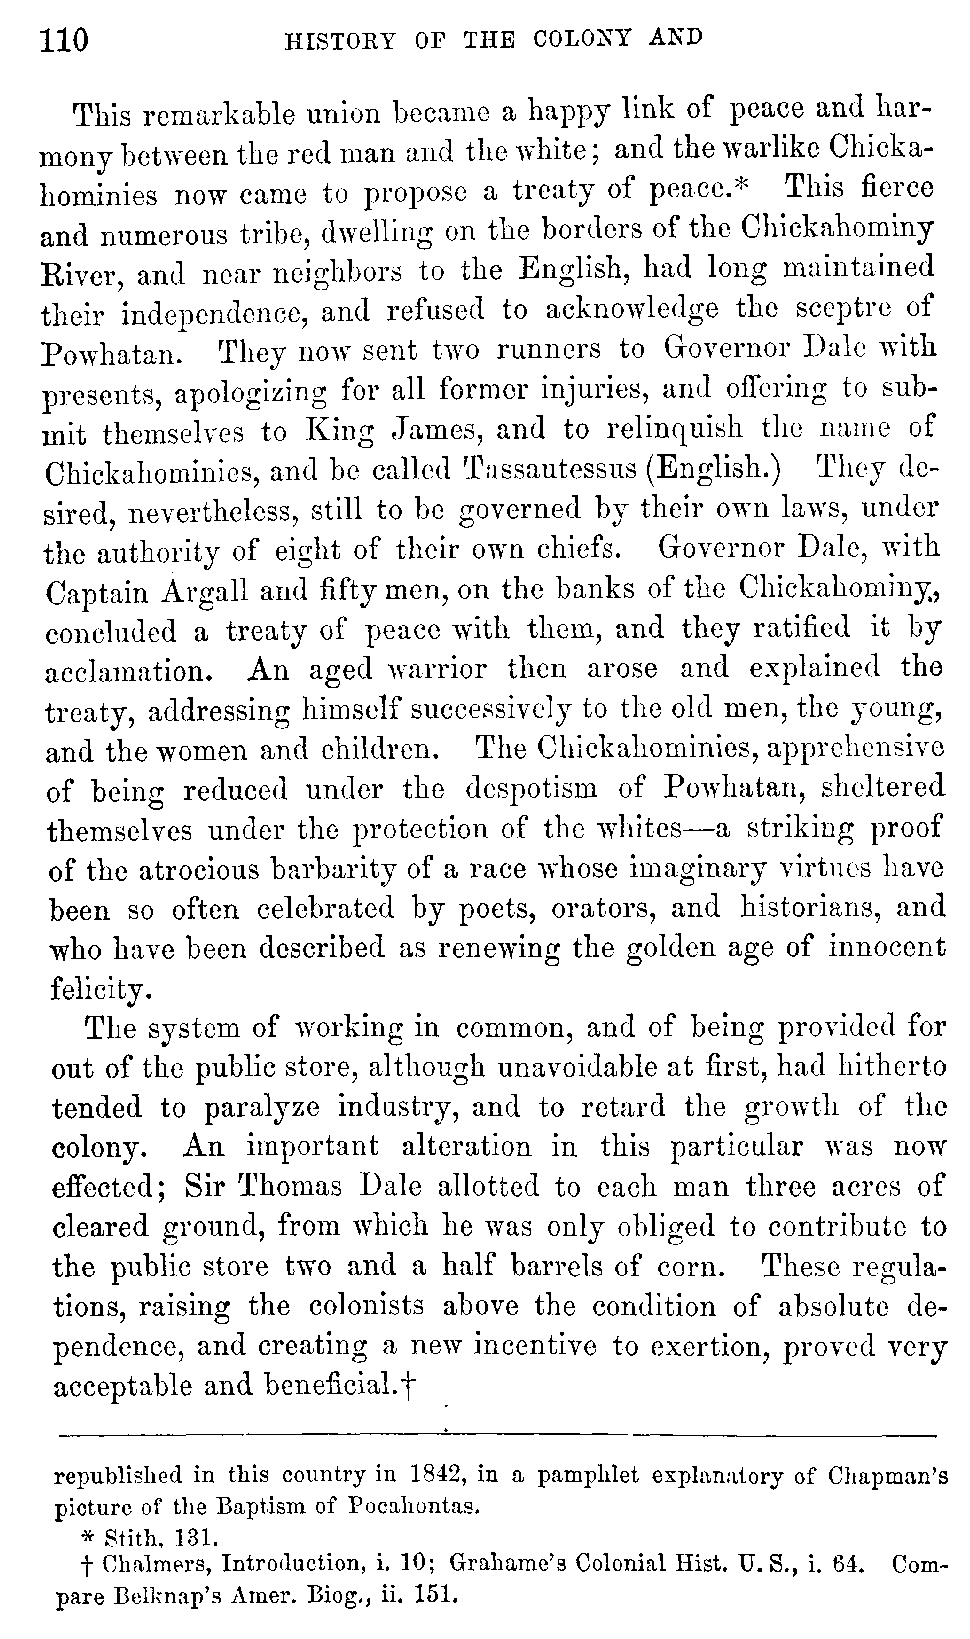 110 HISTORY OF THE COLONY AND
This remarkable union became a happy link of peace and har-
mony between the red man and the white; and the warlike Chicka-
hominies now came to propose a treaty of peace.* This fierce
and numerous tribe, dwelling on the borders of the Chickahominy
River, and near neighbors to the English, had long maintained
their independence, and refused to acknowledge the sceptre of
Powhatan. They now sent two runners to Governor Dale with
presents, apologizing for all former injuries, and offering to sub-
mit themselves to King James, and to relinquish the name of
Chickahominies, and be called Tassautessus (English.) They de-
sired, nevertheless, still to be governed by their own laws, under
the authority of eight of their own chiefs. Governor Dale, with
Captain Argall and fifty men, on the banks of the Chickahominy,
concluded a treaty of peace with them, and they ratified it by
acclamation. An aged warrior then arose and explained the
treaty, addressing himself successively to the old men, the young,
and the women and children. The Chickahominies, apprehensive
of being reduced under the despotism of Powhatan, sheltered
themselves under the protection of the whites—a striking proof
of the atrocious barbarity of a race whose imaginary virtues have
been so often celebrated by poets, orators, and historians, and
who have been described as renewing the golden age of innocent
felicity.
The system of working in common, and of being provided for
out of the public store, although unavoidable at first, had hitherto
tended to paralyze industry, and to retard the growth of the
colony. An important alteration in this particular was now
effected; Sir Thomas Dale allotted to each man three acres of
cleared ground, from which he was only obliged to contribute to
the public store two and a half barrels of corn. These regula-
tions, raising the colonists above the condition of absolute de-
pendence, and creating a new incentive to exertion, proved very
acceptable and beneficial.†
republished in this country in 1842, in a pamphlet explanatory of Chapman's
picture of the Baptism of Pocahontas.
* Stith, 131.
† Chalmers, Introduction, i. 10; Grahame's Colonial Hist. U. S., i. 64. Com-
pare Belknap's Amer. Biog., ii. 151.